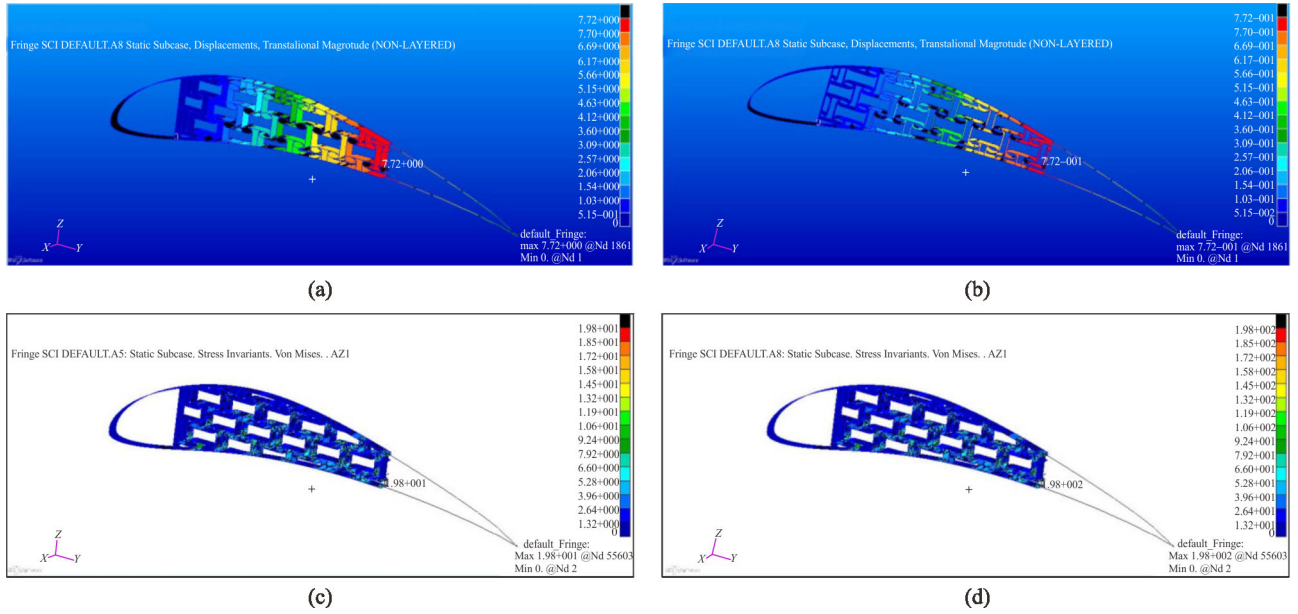 Fringe SCI DEFAULT.A8 Static Subcase, Displacements, Transtalional Magrotude (NON-LAYERED)
7.72+000
7.70+000
6.69+000
6.17+000
5.66+000
5.15+000
4.63+000
4.12+000
3.60+000
3.09+000
2.57+000
2.06+000
1.54+000
1.03+000
5.15−001
0
7.72+000
Z
X
Y
default_Fringe:
max 7.72+000 @Nd 1861
Min 0. @Nd 1
(a)
Fringe SCI DEFAULT.A8 Static Subcase, Displacements, Transtalional Magrotude (NON-LAYERED)
7.72−001
7.70−001
6.69−001
6.17−001
5.66−001
5.15−001
4.63−001
4.12−001
3.60−001
3.09−001
2.57−001
2.06−001
1.54−001
1.03−001
5.15−002
0
7.72−001
Z
X
Y
default_Fringe:
max 7.72−001 @Nd 1861
Min 0. @Nd 1
(b)
Fringe SCI DEFAULT.A5: Static Subcase. Stress Invariants. Von Mises. . AZ1
1.98+001
1.85+001
1.72+001
1.58+001
1.45+001
1.32+001
1.19+001
1.06+001
9.24+000
7.92+000
6.60+000
5.28+000
3.96+000
2.64+000
1.32+000
0
1.98+001
Z
X
Y
default_Fringe:
Max 1.98+001 @Nd 55603
Min 0. @Nd 2
(c)
Fringe SCI DEFAULT.A8: Static Subcase. Stress Invariants. Von Mises. . AZ1
1.98+002
1.85+002
1.72+002
1.58+002
1.45+002
1.32+002
1.19+002
1.06+002
9.24+001
7.92+001
6.60+001
5.28+001
3.96+001
2.64+001
1.32+001
0
1.98+002
Z
X
Y
default_Fringe:
Max 1.98+002 @Nd 55603
Min 0. @Nd 2
(d)